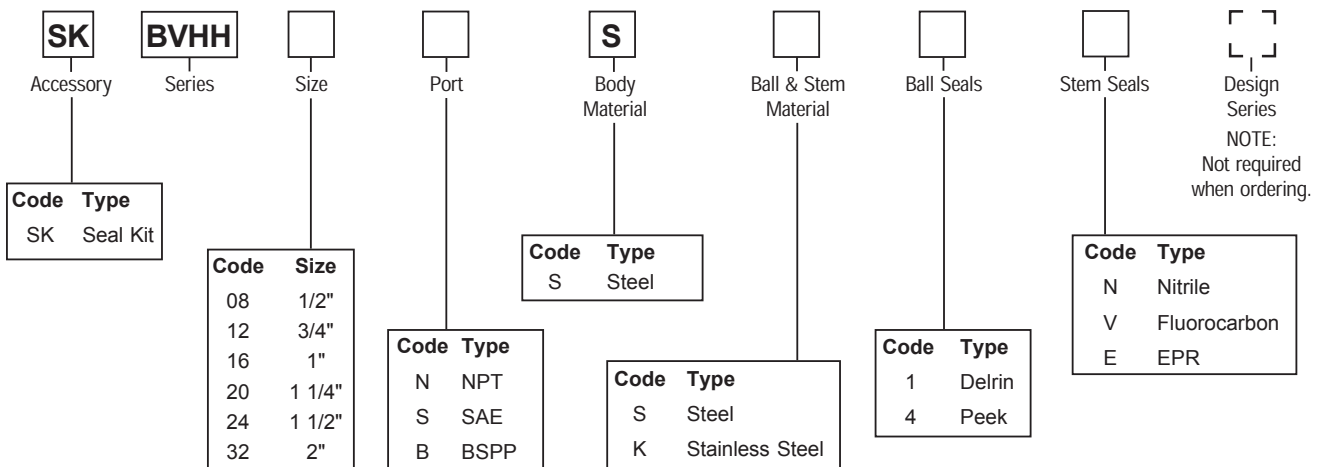 SK BVHH S
Accessory Series Size Port Body Material Ball & Stem Material Ball Seals Stem Seals Design Series
NOTE:
Not required
when ordering.
Code Type
SK Seal Kit
Code Size
08 1/2"
12 3/4"
16 1"
20 1 1/4"
24 1 1/2"
32 2"
Code Type
N NPT
S SAE
B BSPP
Code Type
S Steel
Code Type
S Steel
K Stainless Steel
Code Type
1 Delrin
4 Peek
Code Type
N Nitrile
V Fluorocarbon
E EPR